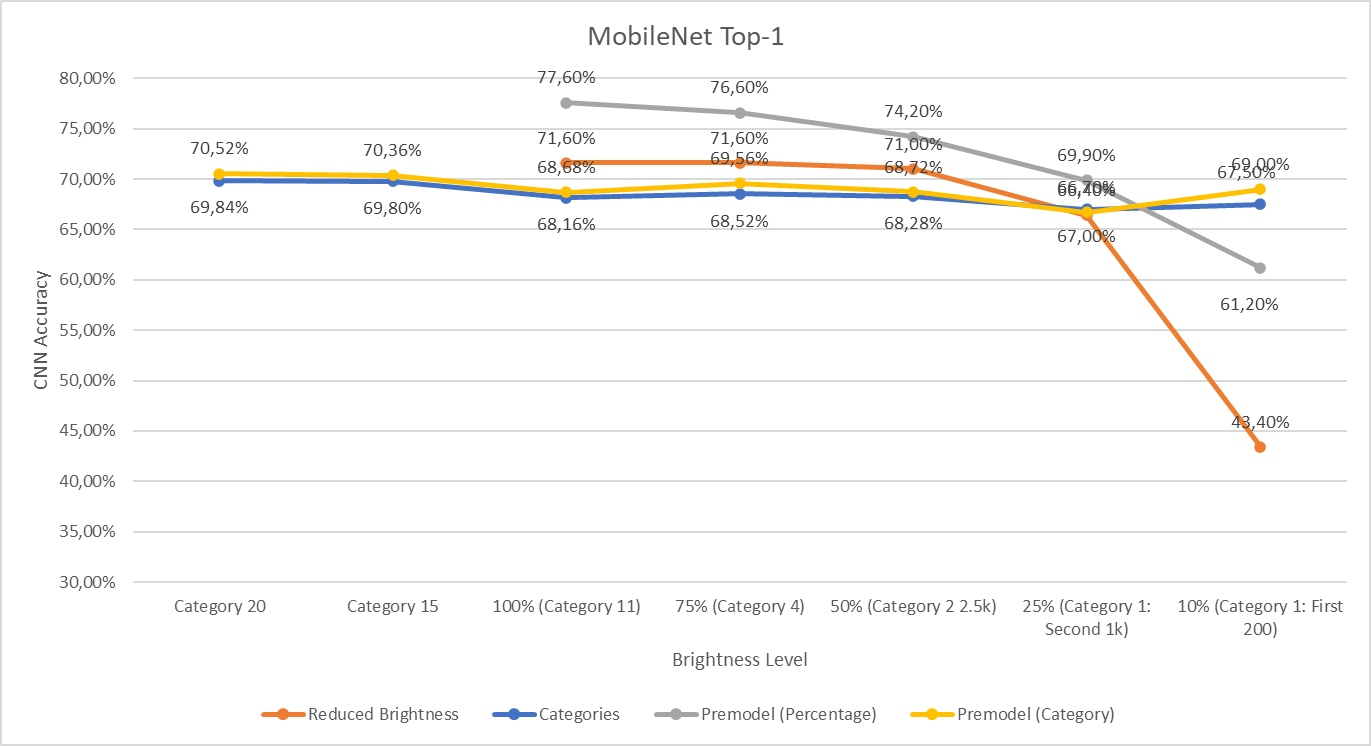 MobileNet Top-1
80,00%
75,00%
70,00%
65,00%
60,00%
55,00%
50,00%
45,00%
40,00%
35,00%
30,00%
CNN Accuracy
77,60%
76,60%
74,20%
69,90%
61,20%
71,60%
71,60%
71,00%
66,40%
43,40%
70,52%
70,36%
68,68%
69,56%
68,72%
66,70%
69,00%
69,84%
69,80%
68,16%
68,52%
68,28%
67,00%
67,50%
Category 20
Category 15
100% (Category 11)
75% (Category 4)
50% (Category 2 2.5k)
25% (Category 1:
Second 1k)
10% (Category 1: First
200)
Brightness Level
Reduced Brightness
Categories
Premodel (Percentage)
Premodel (Category)